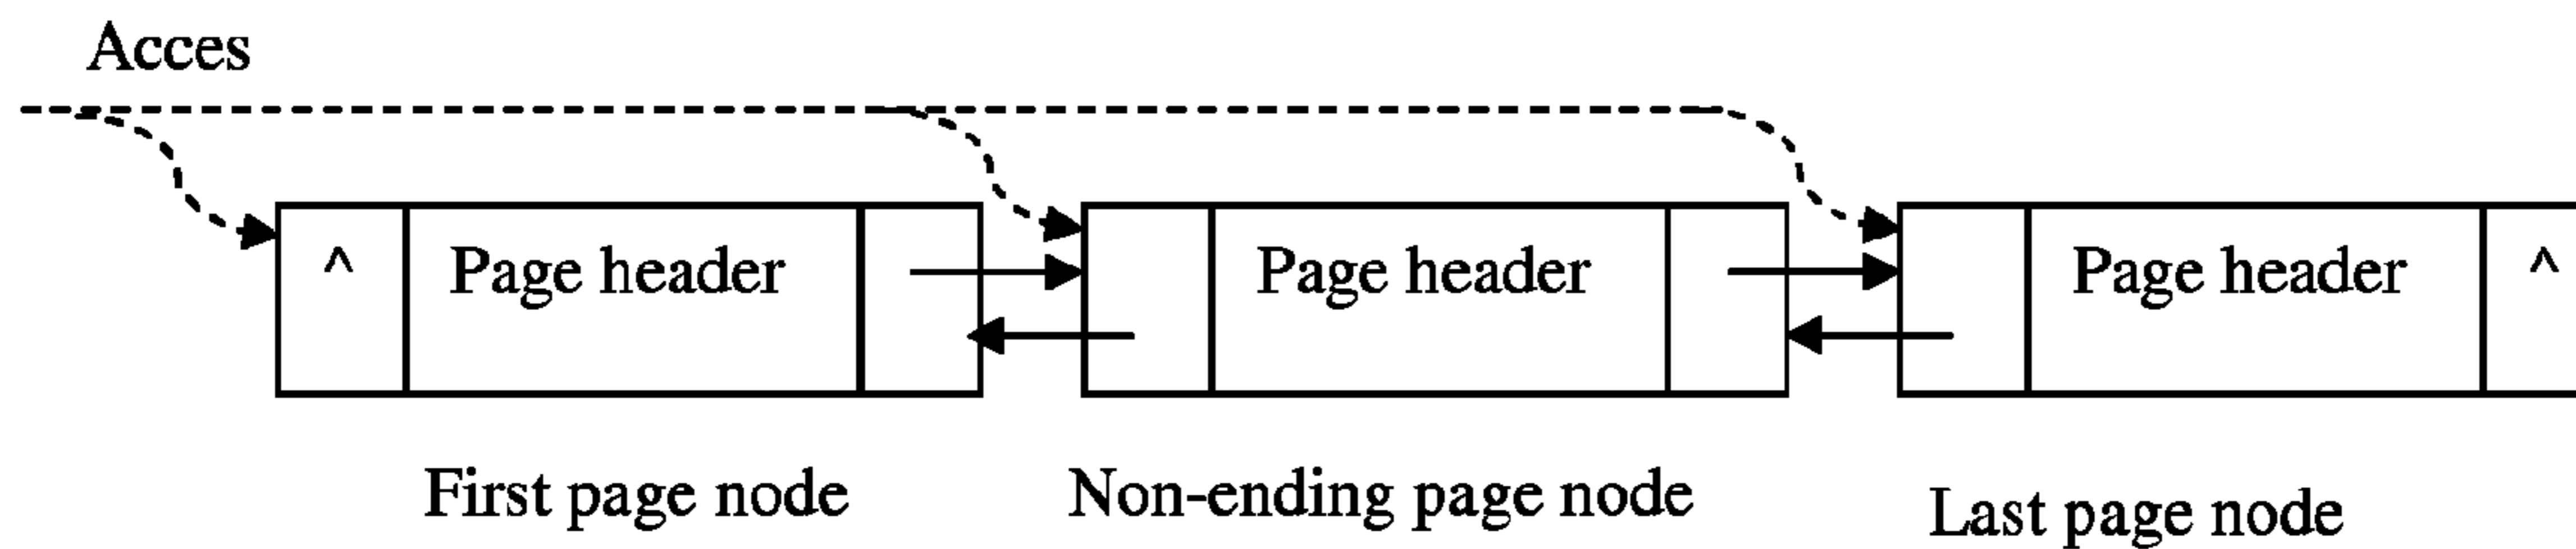 Acces
^ Page header
Page header
Page header ^
First page node
Non-ending page node
Last page node